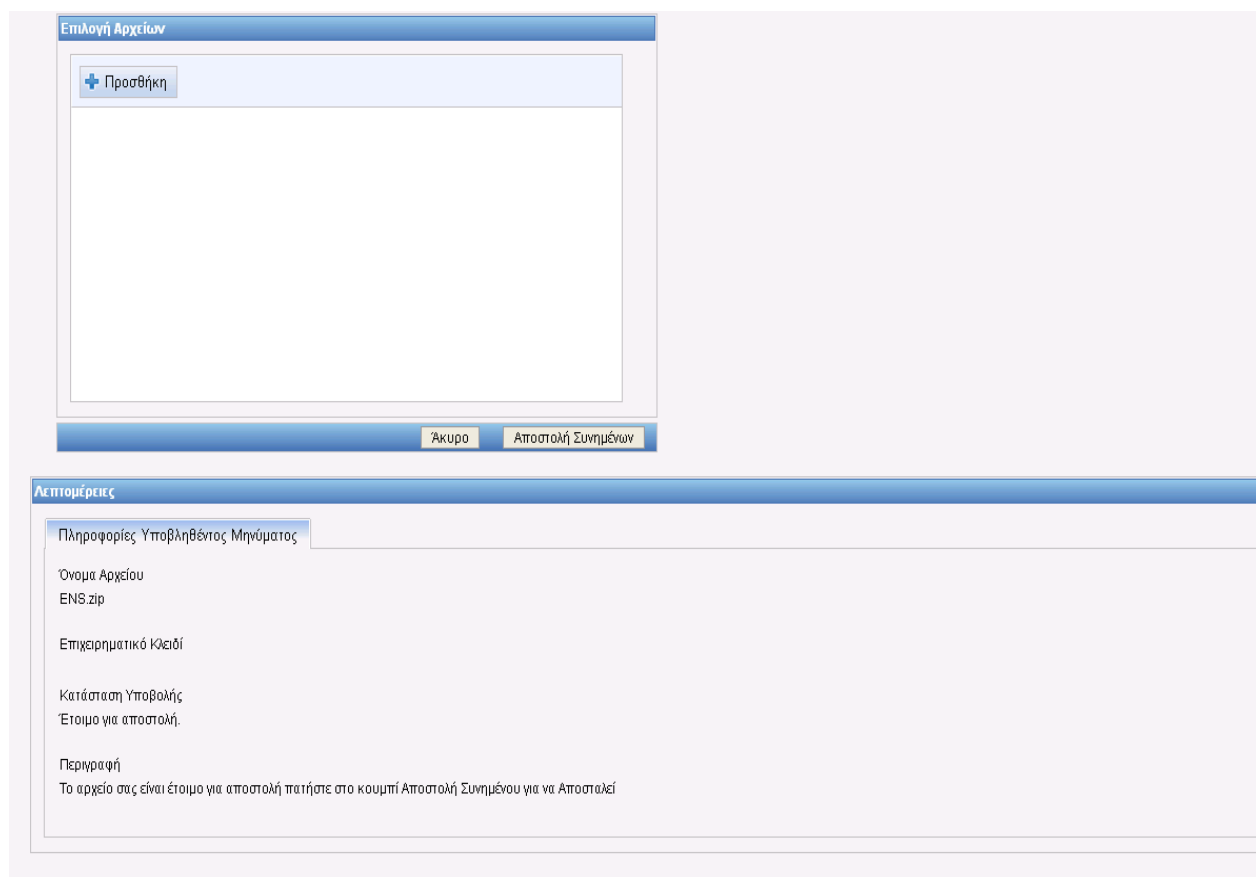 Επιλογή Αρχείων
Προσθήκη
Άκυρο
Αποστολή Συνημένων
Λεπτομέρειες
Πληροφορίες Υποβληθέντος Μηνύματος
Όνομα Αρχείου
ENS.zip
Επιχειρηματικό Κλειδί
Κατάσταση Υποβολής
Έτοιμο για αποστολή.
Περιγραφή
Το αρχείο σας είναι έτοιμο για αποστολή πατήστε στο κουμπί Αποστολή Συνημένου για να Αποσταλεί